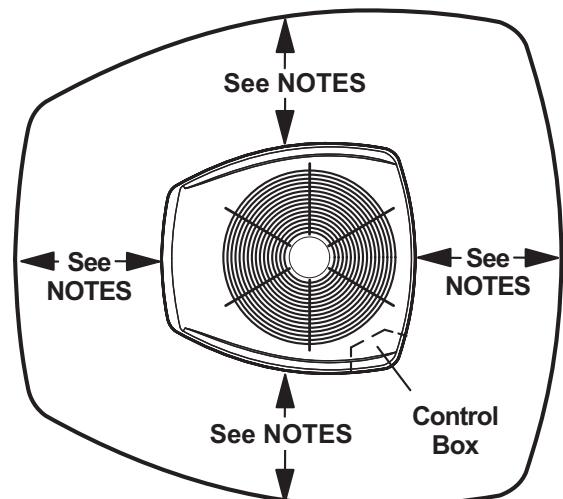 See NOTES
See
NOTES
See
NOTES
See NOTES
Control
Box